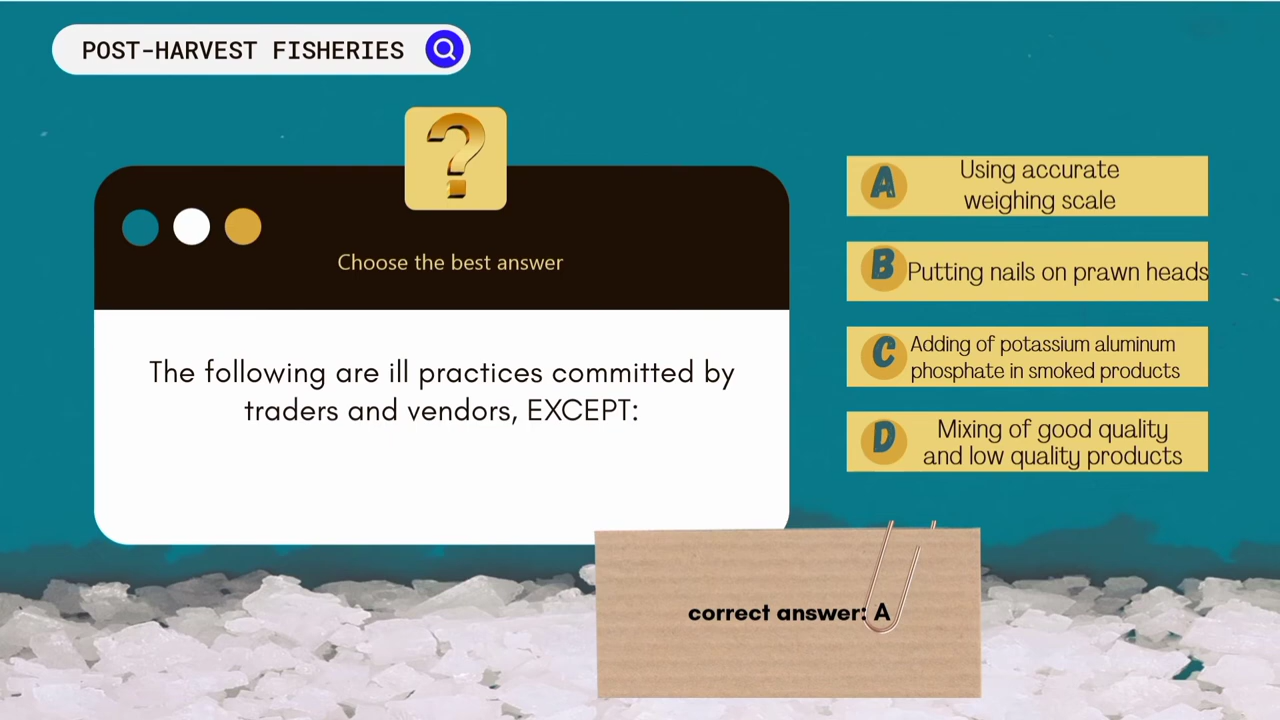 POST-HARVEST FISHERIES
?
Choose the best answer
The following are ill practices committed by
traders and vendors, EXCEPT:
A
Using accurate
weighing scale
B
Putting nails on prawn heads
C
Adding of potassium aluminum
phosphate in smoked products
D
Mixing of good quality
and low quality products
correct answer: A